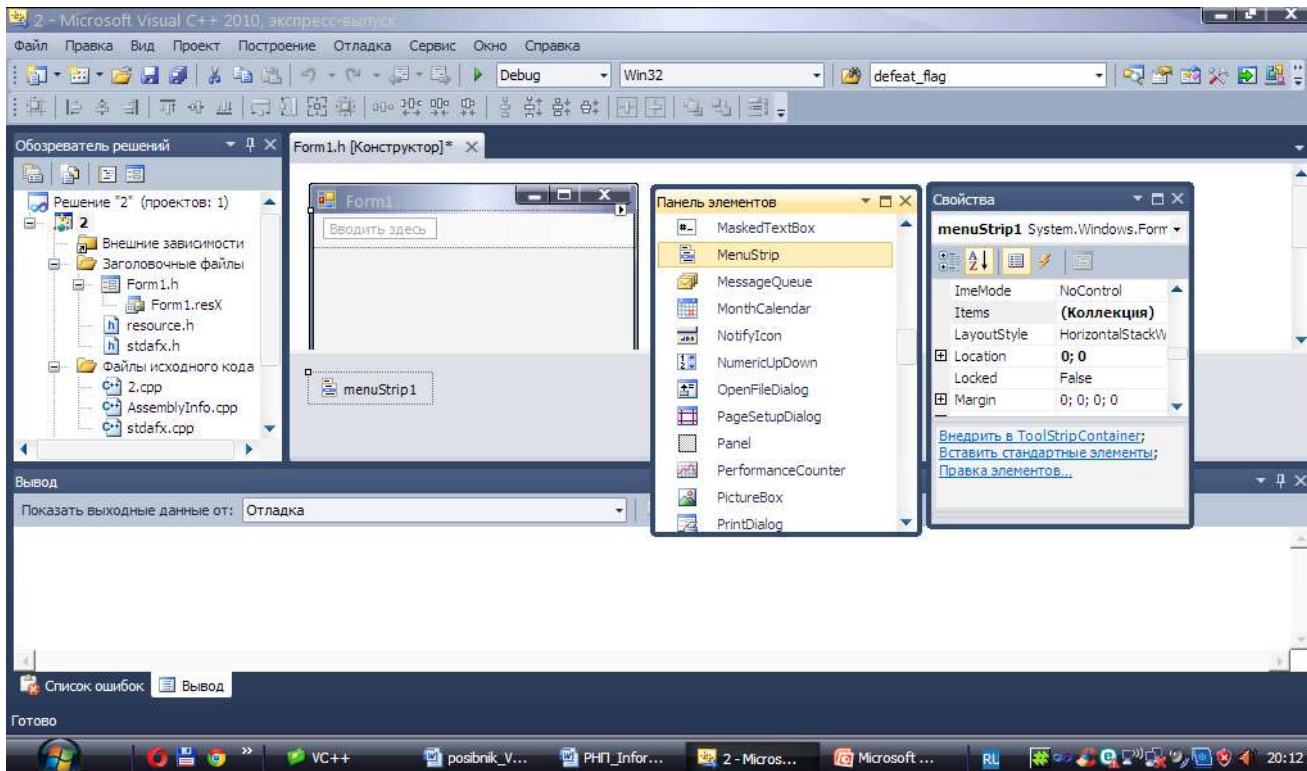 2 - Microsoft Visual C++ 2010, экспресс-выпуск
Файл Правка Вид Проект Построение Отладка Сервис Окно Справка
Debug Win32 defeat_flag
Обозреватель решений
Решение "2" (проектов: 1)
2
Внешние зависимости
Заголовочные файлы
Form1.h
Form1.resX
resource.h
stdafx.h
Файлы исходного кода
2.cpp
AssemblyInfo.cpp
stdafx.cpp
Form1.h [Конструктор]*
Form1
Вводить здесь
menuStrip1
Панель элементов
MaskedTextBox
MenuStrip
MessageQueue
MonthCalendar
NotifyIcon
NumericUpDown
OpenFileDialog
PageSetupDialog
Panel
PerformanceCounter
PictureBox
PrintDialog
Свойства
menuStrip1 System.Windows.Form
ImeMode NoControl
Items (Коллекция)
LayoutStyle HorizontalStackW
Location 0; 0
Locked False
Margin 0; 0; 0; 0
Внедрить в ToolStripContainer;
Вставить стандартные элементы;
Правка элементов...
Вывод
Показать выходные данные от: Отладка
Список ошибок Вывод
Готово
VC++ posibnik_V... РНП_Infor... 2 - Micros... Microsoft ... RL 20:12